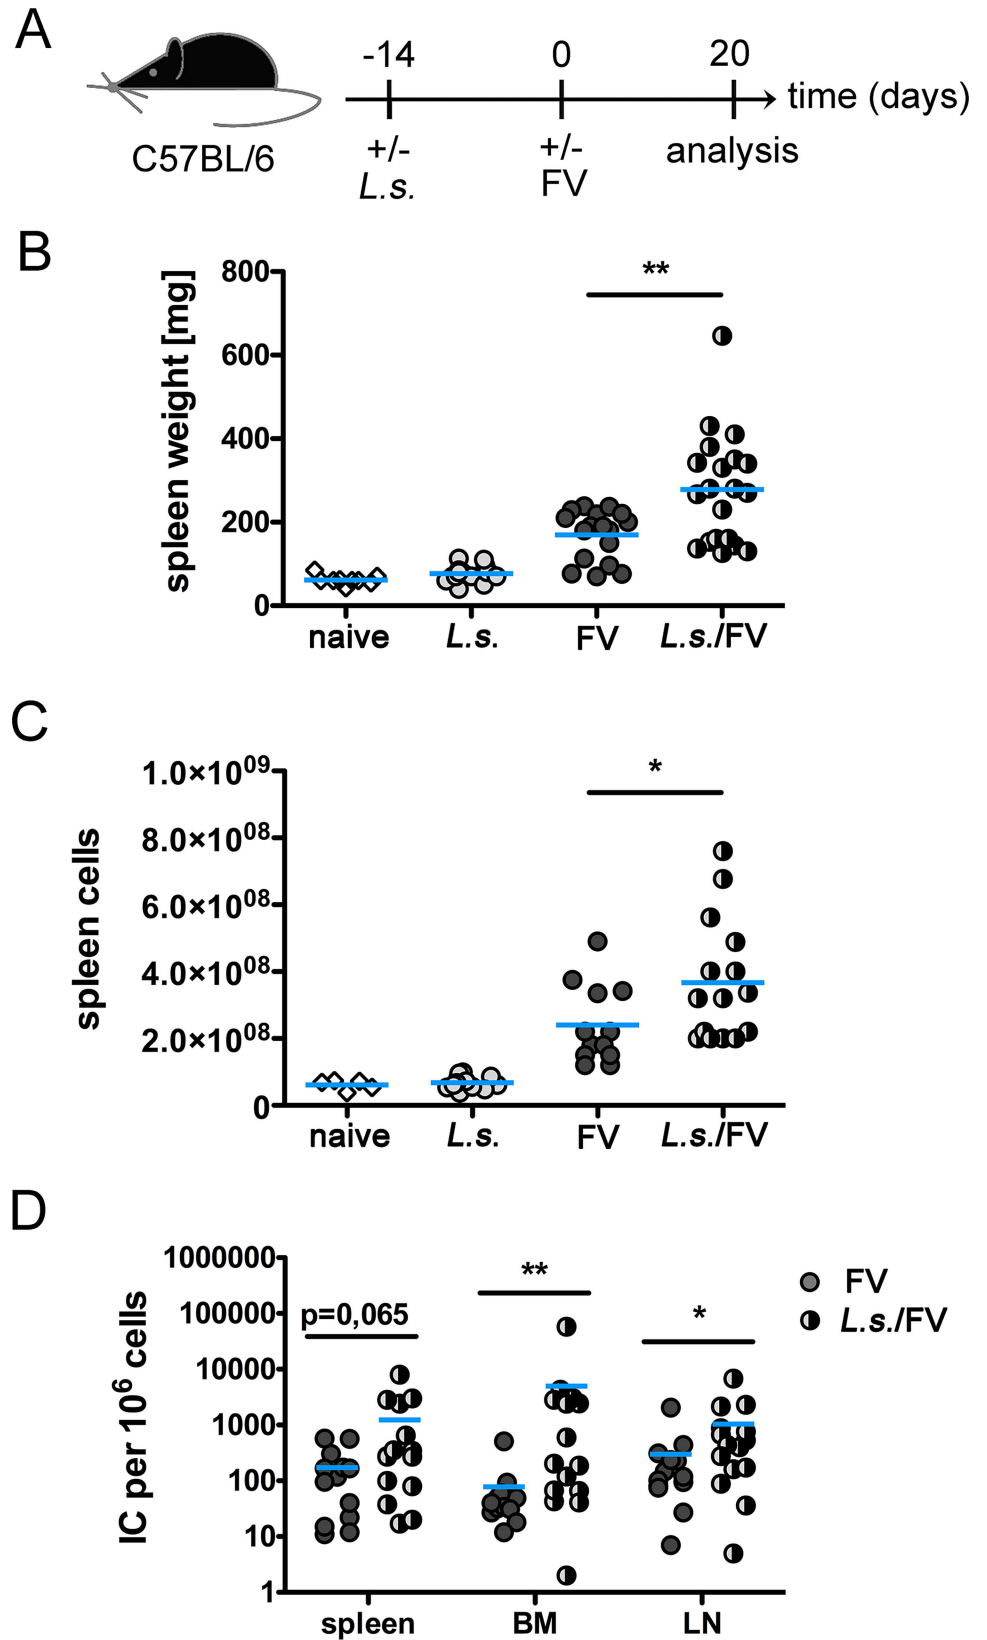 A
-14 0 20
time (days)
C57BL/6
+/- +/- analysis
L.s. FV
B
spleen weight [mg]
800
**
600
400
200
0
naive L.s. FV L.s./FV
C
spleen cells
1.0×10⁰⁹
*
8.0×10⁰⁸
6.0×10⁰⁸
4.0×10⁰⁸
2.0×10⁰⁸
0
naive L.s. FV L.s./FV
D
IC per 10⁶ cells
1000000
** FV
100000
p=0,065 * L.s./FV
10000
1000
100
10
1
spleen BM LN